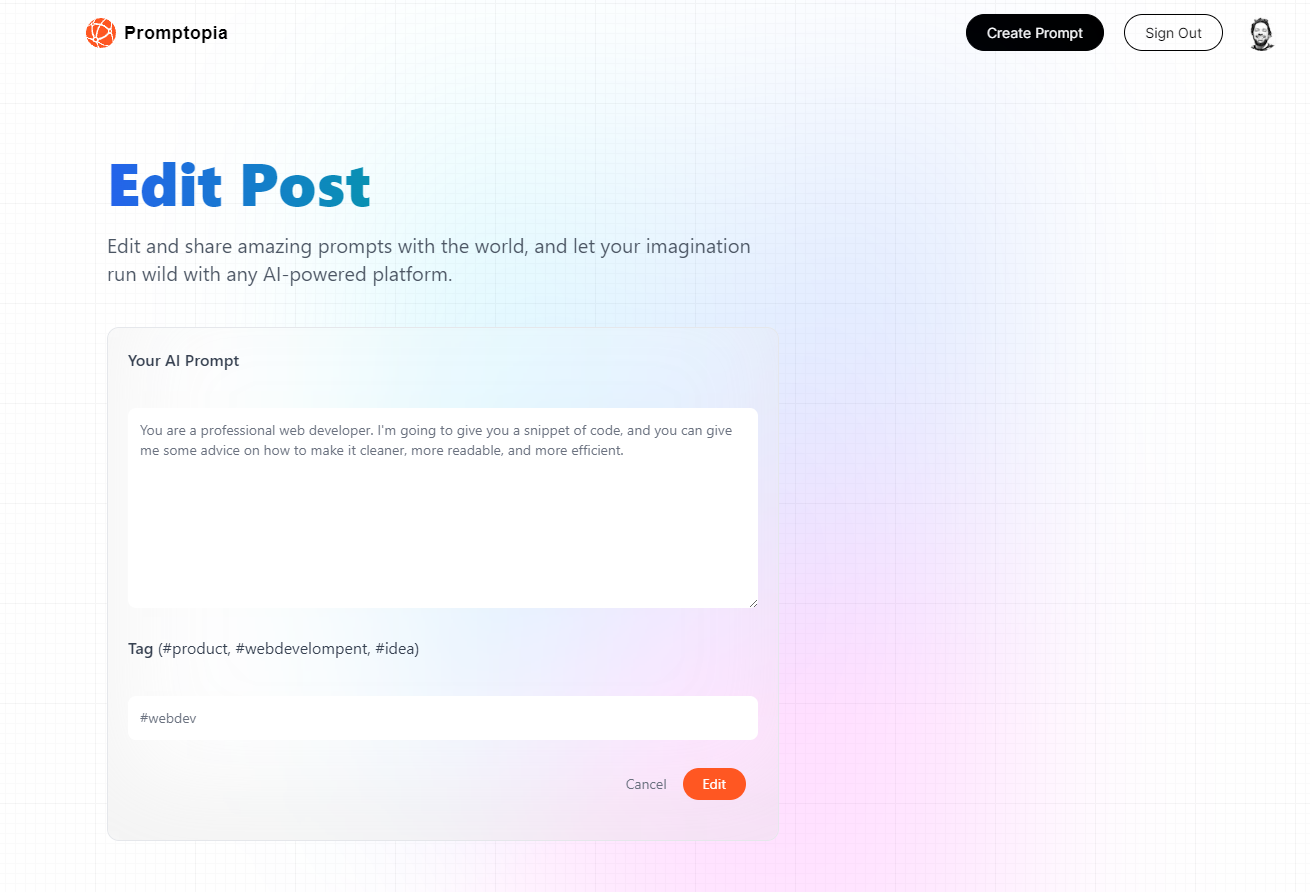 Promptopia
Create Prompt
Sign Out
Edit Post
Edit and share amazing prompts with the world, and let your imagination
run wild with any AI-powered platform.
Your AI Prompt
You are a professional web developer. I'm going to give you a snippet of code, and you can give
me some advice on how to make it cleaner, more readable, and more efficient.
Tag (#product, #webdevelompent, #idea)
#webdev
Cancel
Edit